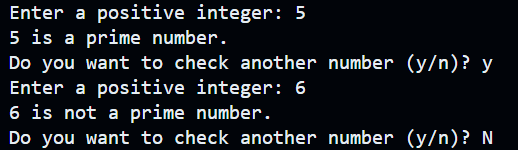 Enter a positive integer: 5
5 is a prime number.
Do you want to check another number (y/n)? y
Enter a positive integer: 6
6 is not a prime number.
Do you want to check another number (y/n)? N